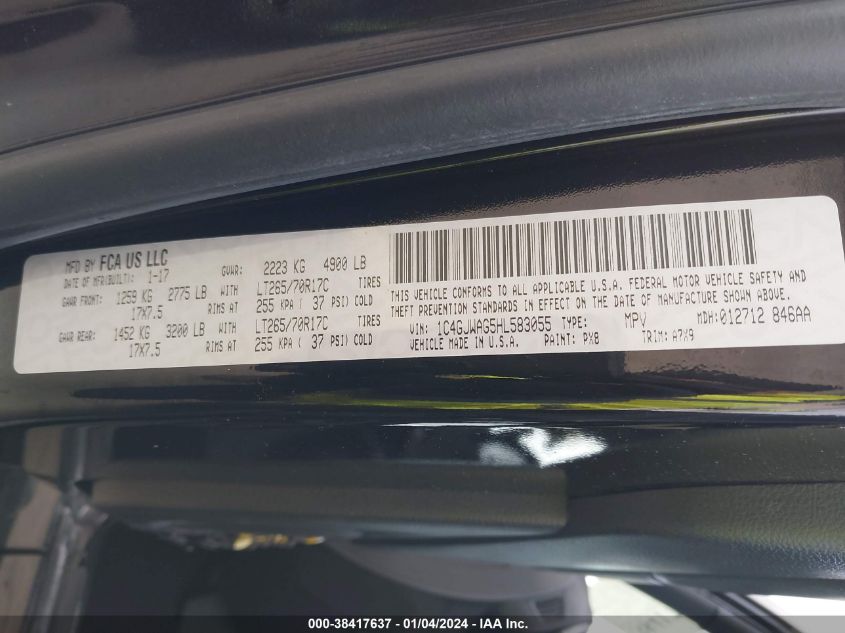 MFD BY FCA US LLC
DATE OF MFR(BUILT): 1-17 GVWR: 2223 KG 4900 LB
GAWR FRONT: 1259 KG 2775 LB WITH LT265/70R17C TIRES
17X7.5 RIMS AT 255 KPA ( 37 PSI) COLD
GAWR REAR: 1452 KG 3200 LB WITH LT265/70R17C TIRES
17X7.5 RIMS AT 255 KPA ( 37 PSI) COLD
THIS VEHICLE CONFORMS TO ALL APPLICABLE U.S.A. FEDERAL MOTOR VEHICLE SAFETY AND
THEFT PREVENTION STANDARDS IN EFFECT ON THE DATE OF MANUFACTURE SHOWN ABOVE.
VIN: 1C4GJWAG5HL583055 TYPE: MPV MDH:012712 846AA
VEHICLE MADE IN U.S.A. PAINT: PX8 TRIM: A7X9
000-38417637 - 01/04/2024 - IAA Inc.